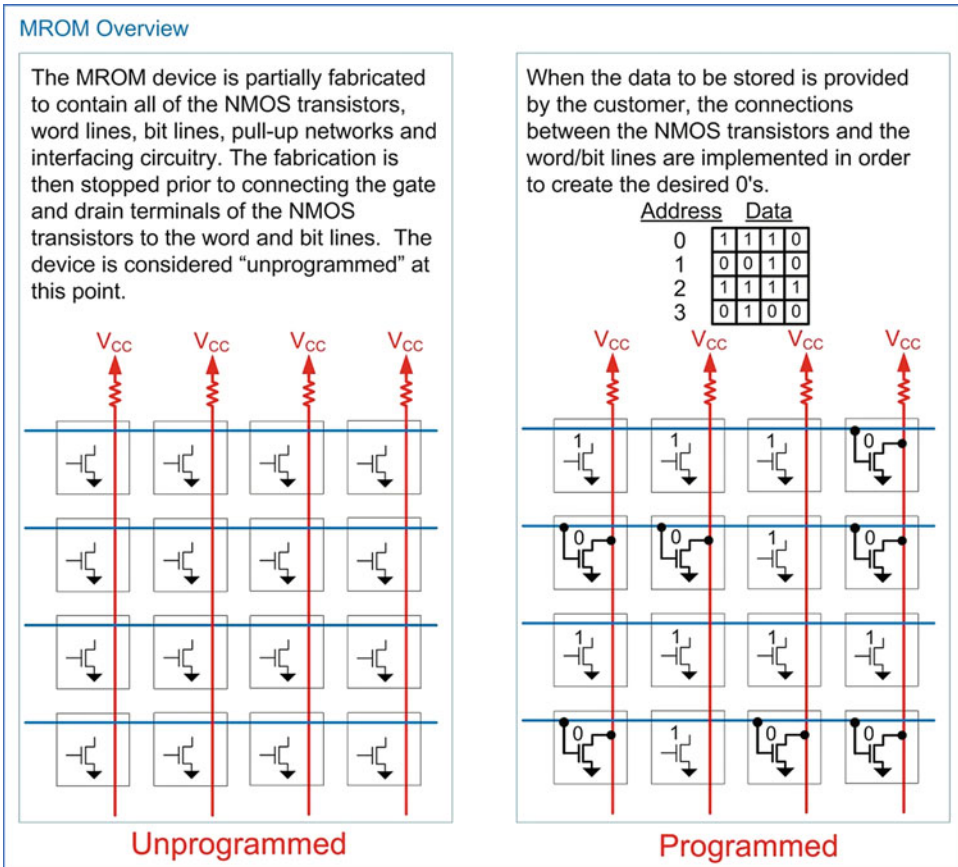 MROM Overview
The MROM device is partially fabricated
to contain all of the NMOS transistors,
word lines, bit lines, pull-up networks and
interfacing circuitry. The fabrication is
then stopped prior to connecting the gate
and drain terminals of the NMOS
transistors to the word and bit lines.  The
device is considered “unprogrammed” at
this point.
VCC VCC VCC VCC
Unprogrammed
When the data to be stored is provided
by the customer, the connections
between the NMOS transistors and the
word/bit lines are implemented in order
to create the desired 0's.
Address Data
0 1 1 1 0
1 0 0 1 0
2 1 1 1 1
3 0 1 0 0
VCC VCC VCC VCC
1 1 1 0
0 0 1 0
1 1 1 1
0 1 0 0
Programmed